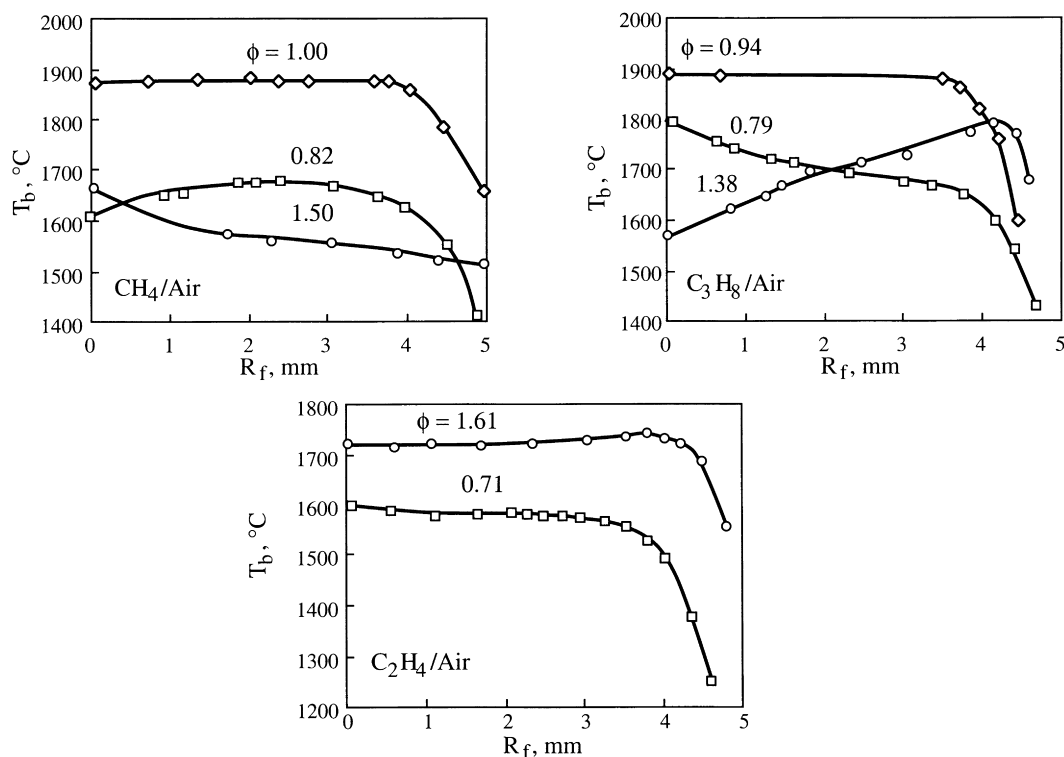 2000
1900
1800
1700
1600
1500
1400
T_b, °C
ϕ = 1.00
0.82
1.50
CH_4/Air
0 1 2 3 4 5
R_f, mm
2000
1900
1800
1700
1600
1500
1400
T_b, °C
ϕ = 0.94
0.79
1.38
C_3H_8/Air
0 1 2 3 4 5
R_f, mm
1800
1700
1600
1500
1400
1300
1200
T_b, °C
ϕ = 1.61
0.71
C_2H_4/Air
0 1 2 3 4 5
R_f, mm